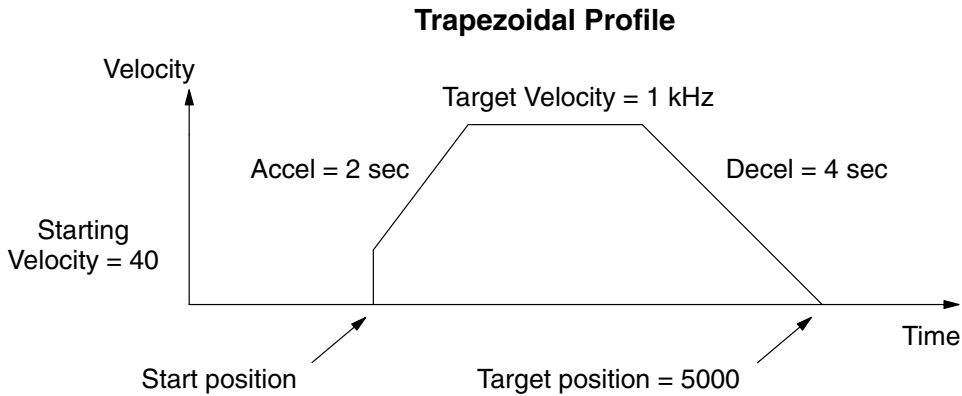 Trapezoidal Profile
Velocity
Target Velocity = 1 kHz
Accel = 2 sec
Decel = 4 sec
Starting
Velocity = 40
Time
Start position
Target position = 5000